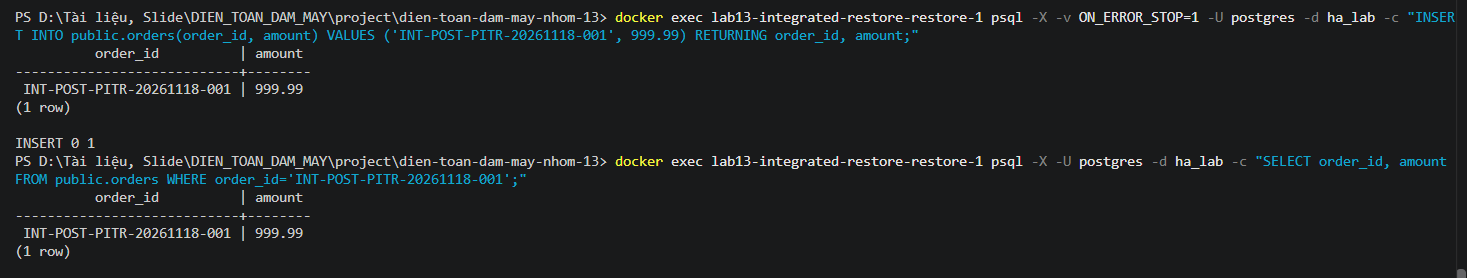 PS D:\Tài liệu, Slide\DIEN_TOAN_DAM_MAY\project\dien-toan-dam-may-nhom-13> docker exec lab13-integrated-restore-restore-1 psql -X -v ON_ERROR_STOP=1 -U postgres -d ha_lab -c "INSER
T INTO public.orders(order_id, amount) VALUES ('INT-POST-PITR-20261118-001', 999.99) RETURNING order_id, amount;"
          order_id          | amount
----------------------------+--------
 INT-POST-PITR-20261118-001 | 999.99
(1 row)

INSERT 0 1
PS D:\Tài liệu, Slide\DIEN_TOAN_DAM_MAY\project\dien-toan-dam-may-nhom-13> docker exec lab13-integrated-restore-restore-1 psql -X -U postgres -d ha_lab -c "SELECT order_id, amount
FROM public.orders WHERE order_id='INT-POST-PITR-20261118-001';"
          order_id          | amount
----------------------------+--------
 INT-POST-PITR-20261118-001 | 999.99
(1 row)